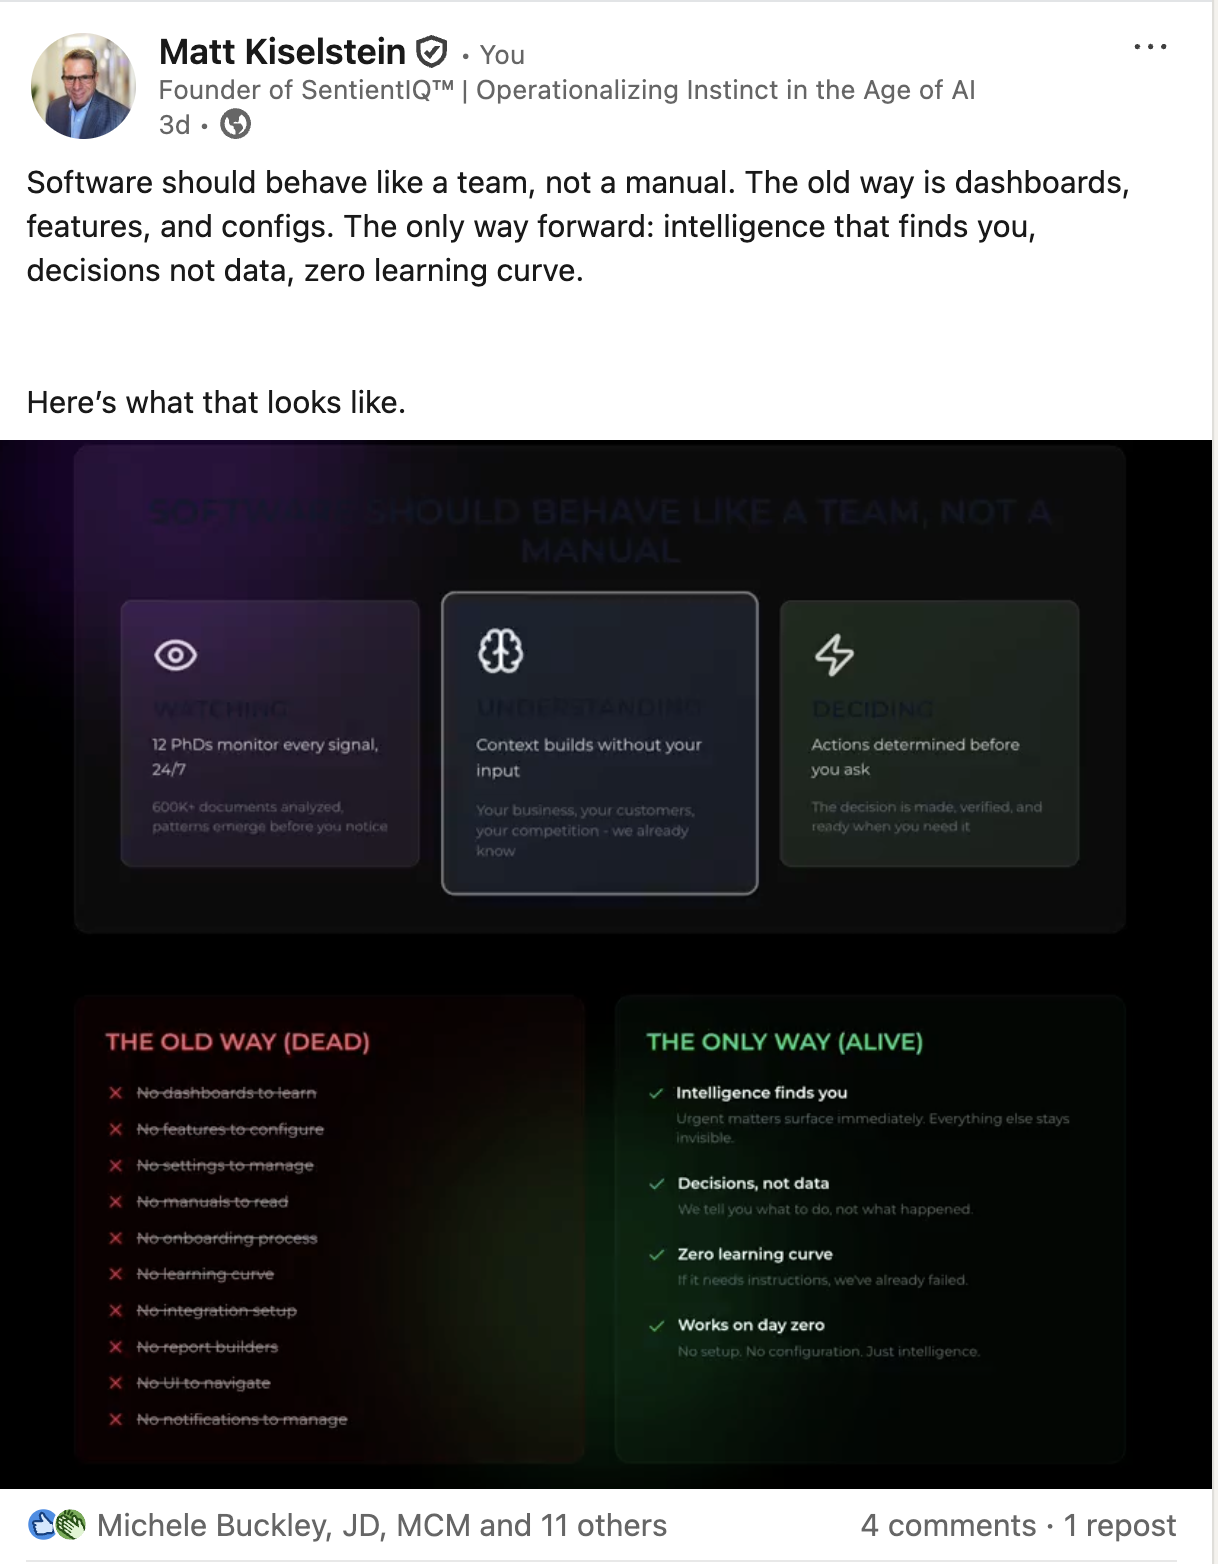 Matt Kiselstein • You
Founder of SentientIQ™ | Operationalizing Instinct in the Age of AI
3d •
Software should behave like a team, not a manual. The old way is dashboards,
features, and configs. The only way forward: intelligence that finds you,
decisions not data, zero learning curve.
Here’s what that looks like.
SOFTWARE SHOULD BEHAVE LIKE A TEAM, NOT A
MANUAL
WATCHING
12 PhDs monitor every signal,
24/7
600K+ documents analyzed,
patterns emerge before you notice
UNDERSTANDING
Context builds without your
input
Your business, your customers,
your competition - we already
know
DECIDING
Actions determined before
you ask
The decision is made, verified, and
ready when you need it
THE OLD WAY (DEAD)
No dashboards to learn
No features to configure
No settings to manage
No manuals to read
No onboarding process
No learning curve
No integration setup
No report builders
No UI to navigate
No notifications to manage
THE ONLY WAY (ALIVE)
Intelligence finds you
Urgent matters surface immediately. Everything else stays
invisible.
Decisions, not data
We tell you what to do, not what happened.
Zero learning curve
If it needs instructions, we've already failed.
Works on day zero
No setup. No configuration. Just intelligence.
Michele Buckley, JD, MCM and 11 others
4 comments • 1 repost